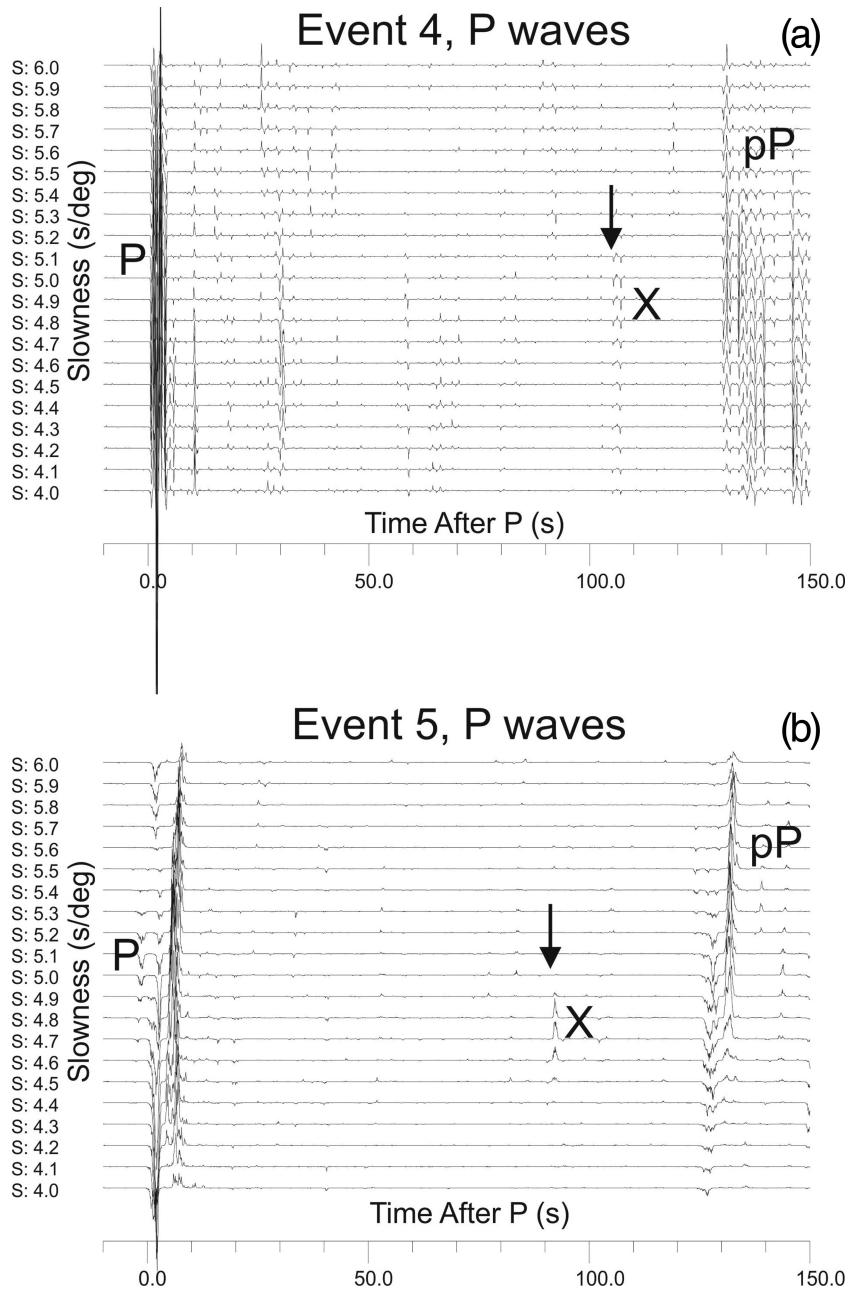 Event 4, P waves (a)
S: 6.0
S: 5.9
S: 5.8
S: 5.7
S: 5.6
S: 5.5
S: 5.4
S: 5.3
S: 5.2
S: 5.1
S: 5.0
S: 4.9
S: 4.8
S: 4.7
S: 4.6
S: 4.5
S: 4.4
S: 4.3
S: 4.2
S: 4.1
S: 4.0
Slowness (s/deg)
P
pP
X
Time After P (s)
0.0 50.0 100.0 150.0
Event 5, P waves (b)
S: 6.0
S: 5.9
S: 5.8
S: 5.7
S: 5.6
S: 5.5
S: 5.4
S: 5.3
S: 5.2
S: 5.1
S: 5.0
S: 4.9
S: 4.8
S: 4.7
S: 4.6
S: 4.5
S: 4.4
S: 4.3
S: 4.2
S: 4.1
S: 4.0
Slowness (s/deg)
P
pP
X
Time After P (s)
0.0 50.0 100.0 150.0